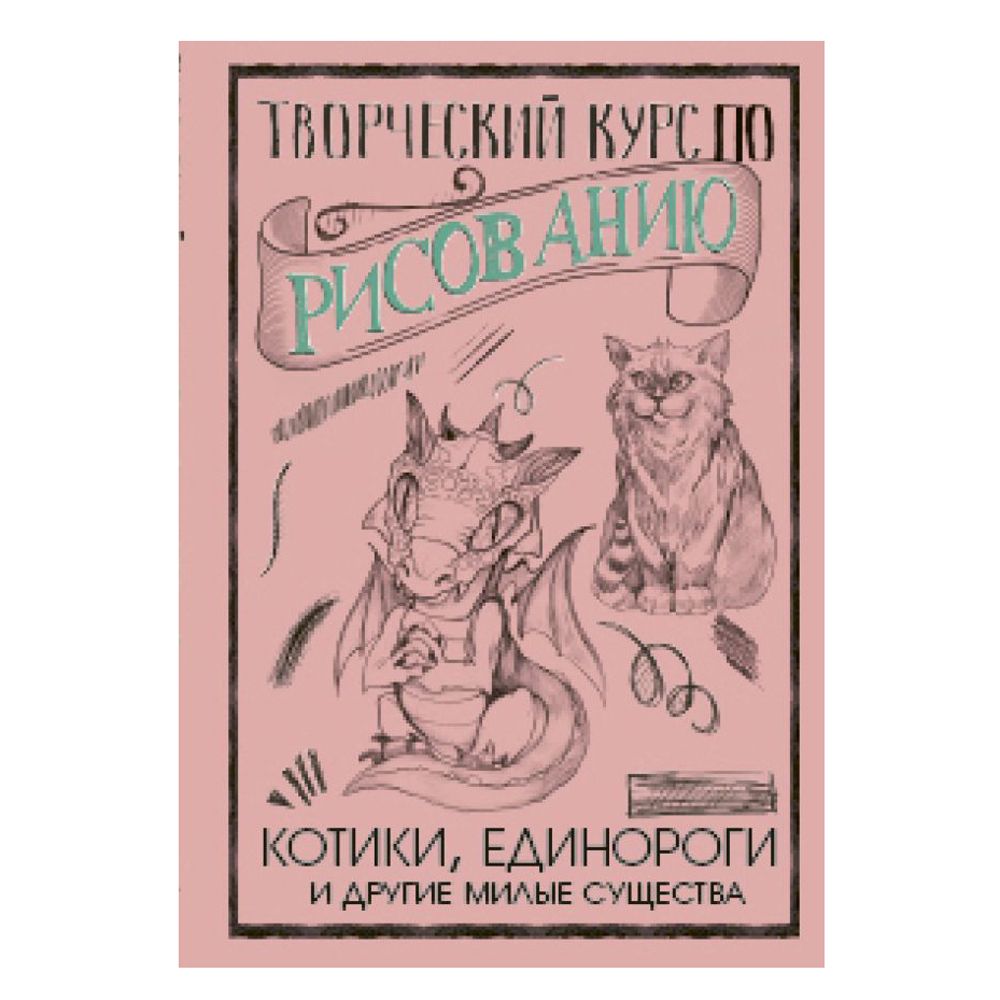 ТВОРЧЕСКИЙ КУРС ПО
РИСОВАНИЮ
КОТИКИ, ЕДИНОРОГИ
И ДРУГИЕ МИЛЫЕ СУЩЕСТВА